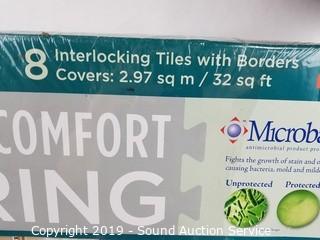 8 Interlocking Tiles with Borders
Covers: 2.97 sq m / 32 sq ft
COMFORT
RING
Microba
antimicrobial product pro
Fights the growth of stain and o
causing bacteria, mold and milde
Unprotected Protected
Copyright 2019 - Sound Auction Service